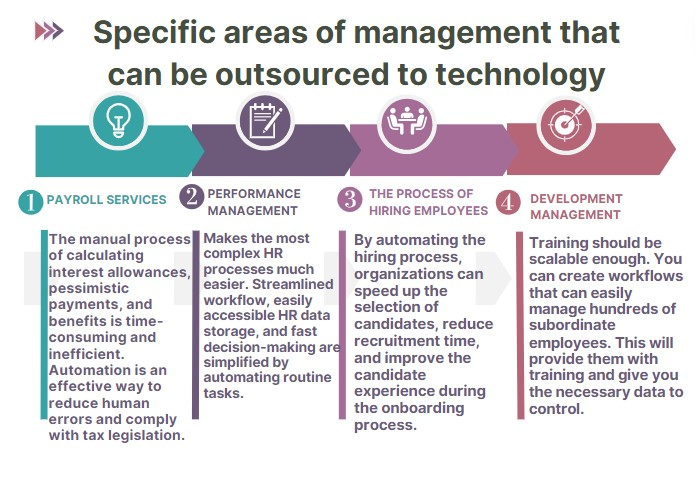 Specific areas of management that
can be outsourced to technology
1 PAYROLL SERVICES
The manual process
of calculating
interest allowances,
pessimistic
payments, and
benefits is time-
consuming and
inefficient.
Automation is an
effective way to
reduce human
errors and comply
with tax legislation.
2 PERFORMANCE
MANAGEMENT
Makes the most
complex HR
processes much
easier. Streamlined
workflow, easily
accessible HR data
storage, and fast
decision-making are
simplified by
automating routine
tasks.
3 THE PROCESS OF
HIRING EMPLOYEES
By automating the
hiring process,
organizations can
speed up the
selection of
candidates, reduce
recruitment time,
and improve the
candidate
experience during
the onboarding
process.
4 DEVELOPMENT
MANAGEMENT
Training should be
scalable enough. You
can create workflows
that can easily
manage hundreds of
subordinate
employees. This will
provide them with
training and give you
the necessary data to
control.